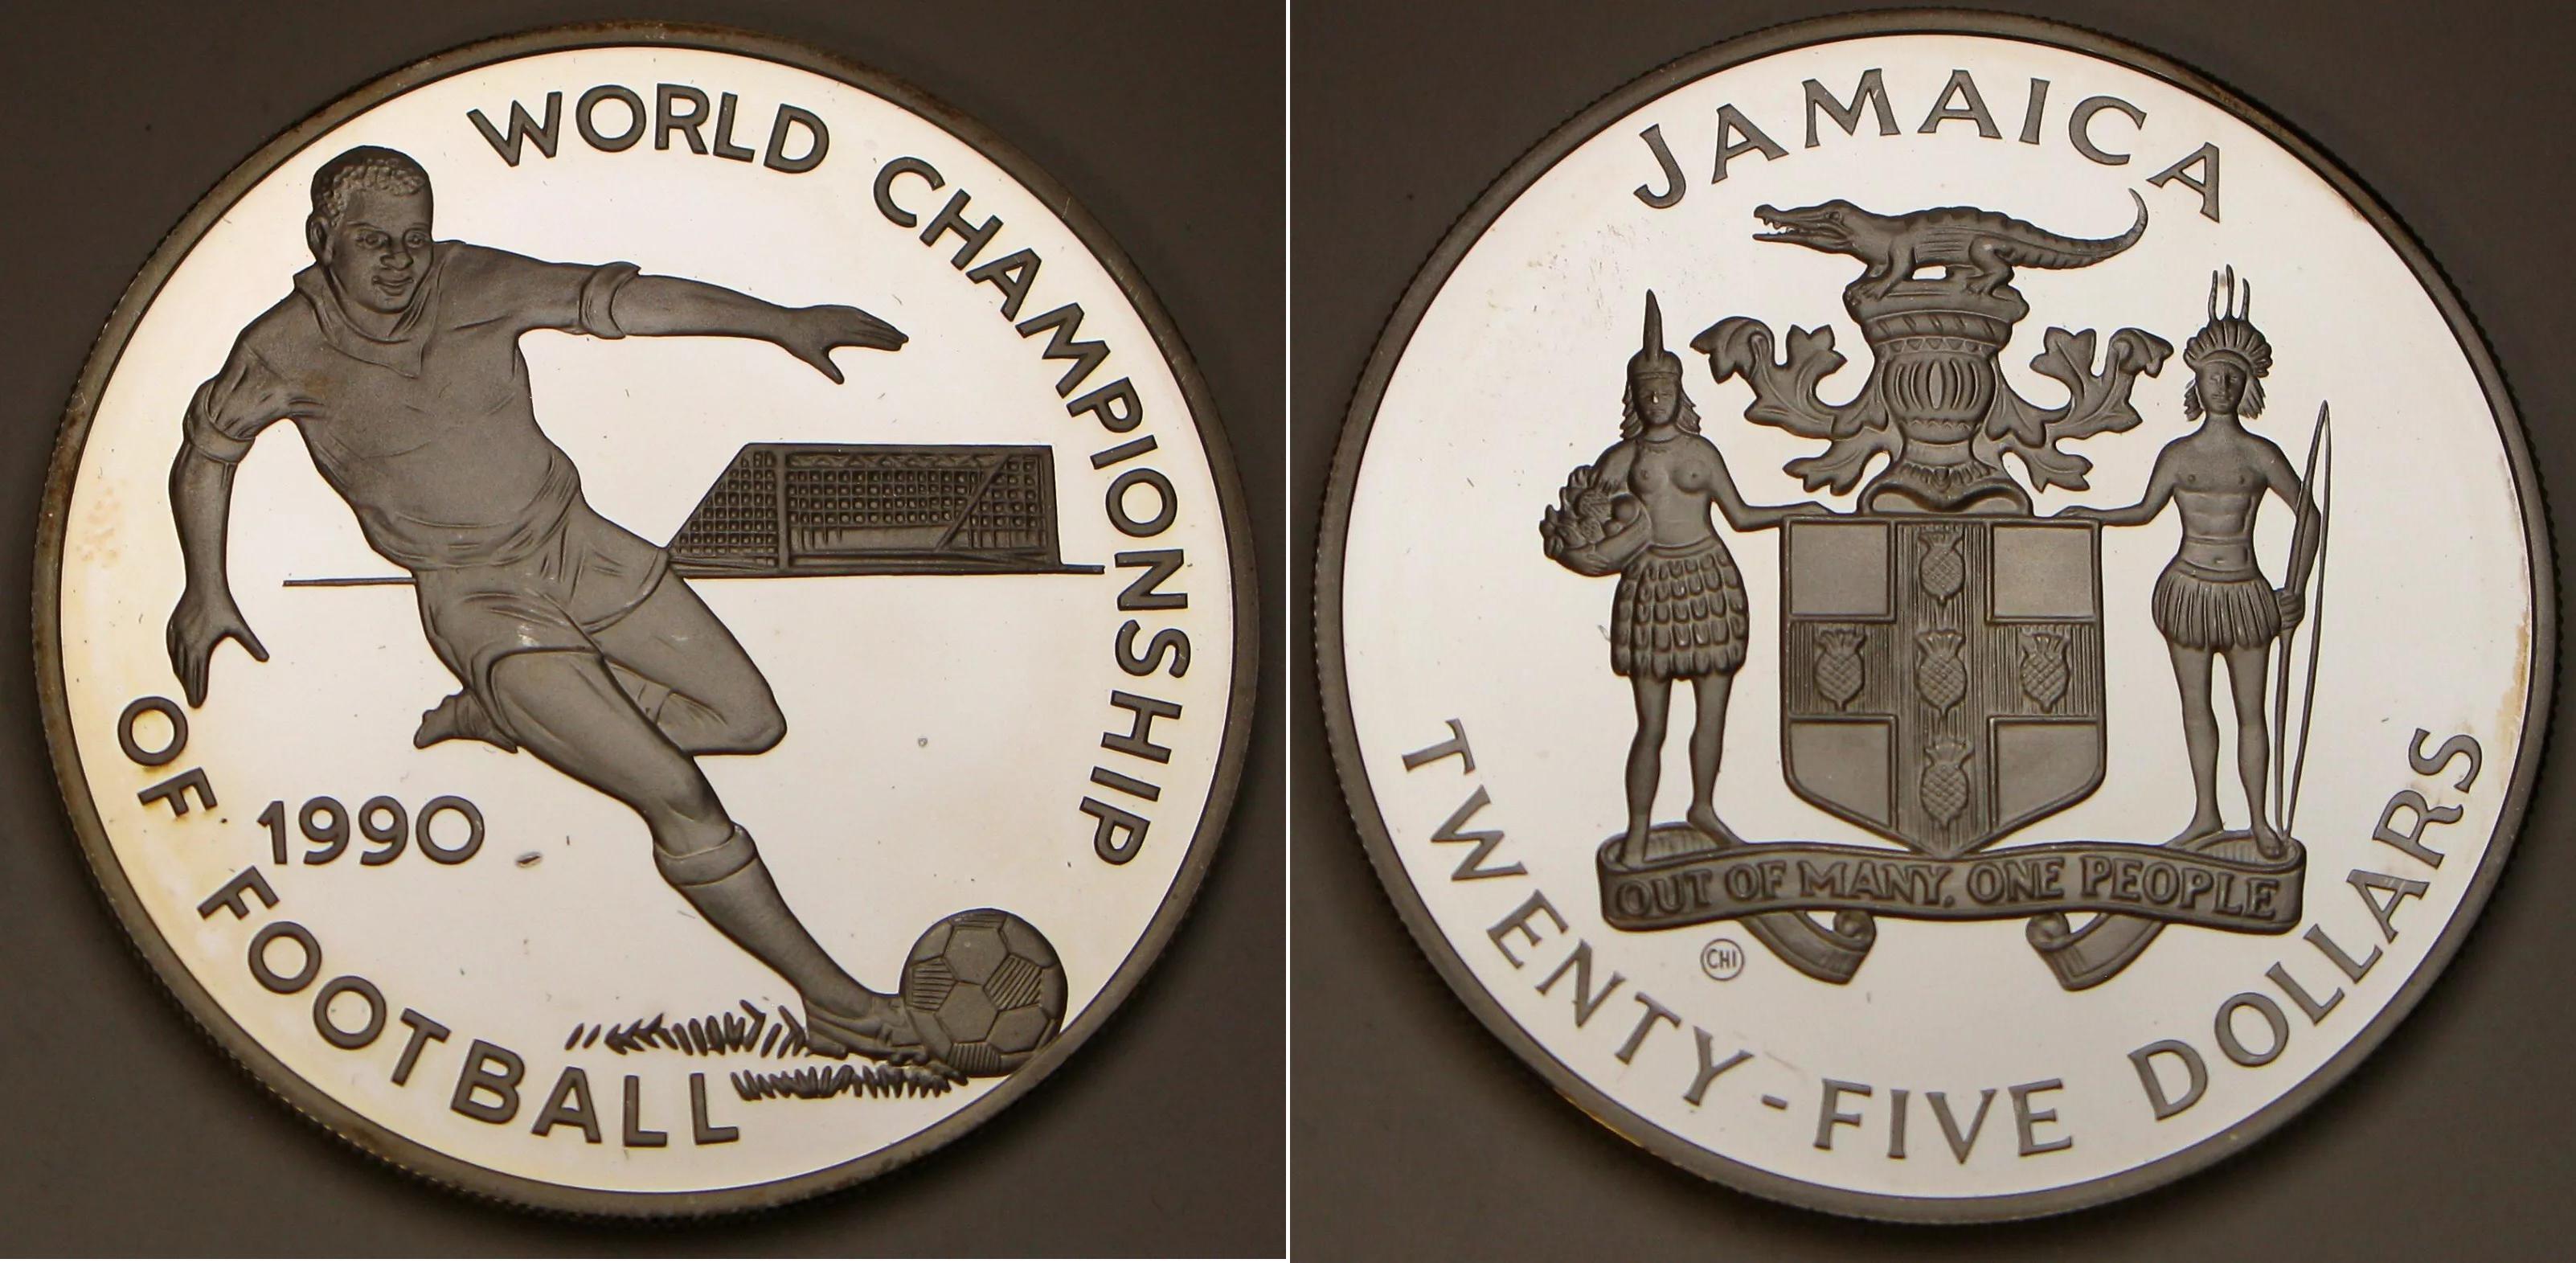 WORLD CHAMPIONSHIP
OF FOOTBALL
1990
JAMAICA
OUT OF MANY, ONE PEOPLE
CHI
TWENTY-FIVE DOLLARS